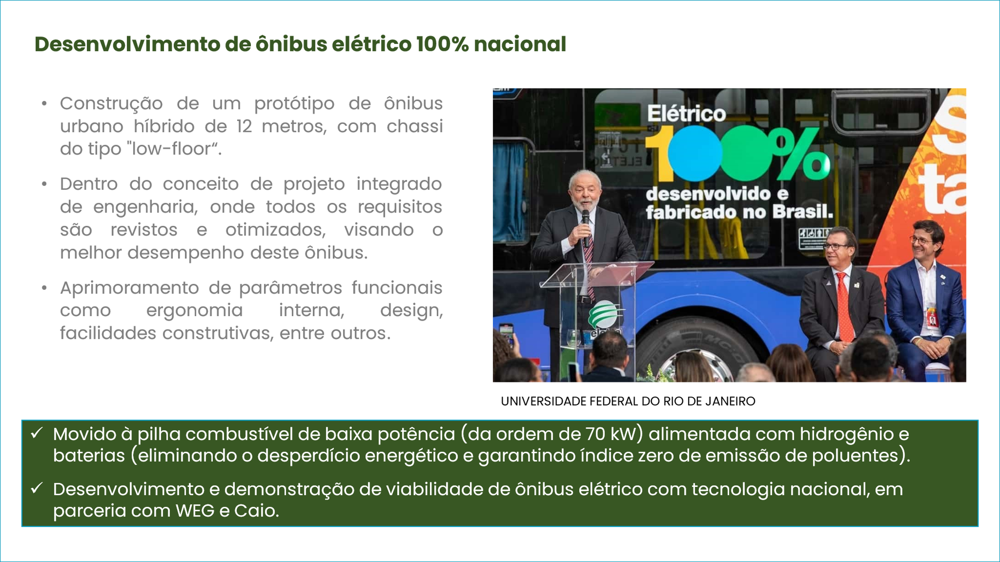 Desenvolvimento de ônibus elétrico 100% nacional
• Construção de um protótipo de ônibus
urbano híbrido de 12 metros, com chassi
do tipo "low-floor“.
• Dentro do conceito de projeto integrado
de engenharia, onde todos os requisitos
são revistos e otimizados, visando o
melhor desempenho deste ônibus.
• Aprimoramento de parâmetros funcionais
como ergonomia interna, design,
facilidades construtivas, entre outros.
Elétrico
100%
desenvolvido e
fabricado no Brasil.
ta
UNIVERSIDADE FEDERAL DO RIO DE JANEIRO
✓ Movido à pilha combustível de baixa potência (da ordem de 70 kW) alimentada com hidrogênio e
baterias (eliminando o desperdício energético e garantindo índice zero de emissão de poluentes).
✓ Desenvolvimento e demonstração de viabilidade de ônibus elétrico com tecnologia nacional, em
parceria com WEG e Caio.